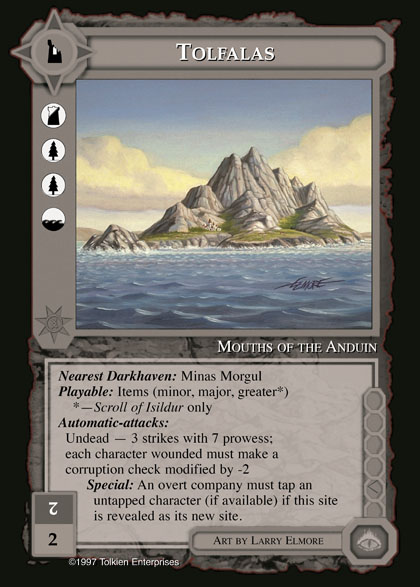 TOLFALAS
ELMORE
MOUTHS OF THE ANDUIN
Nearest Darkhaven: Minas Morgul
Playable: Items (minor, major, greater*)
*—Scroll of Isildur only
Automatic-attacks:
Undead — 3 strikes with 7 prowess;
each character wounded must make a
corruption check modified by -2
Special: An overt company must tap an
untapped character (if available) if this site
is revealed as its new site.
2
2
ART BY LARRY ELMORE
©1997 Tolkien Enterprises